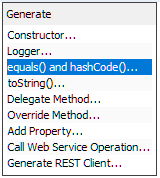 Generate
Constructor...
Logger...
equals() and hashCode()...
toString()...
Delegate Method...
Override Method...
Add Property...
Call Web Service Operation...
Generate REST Client...